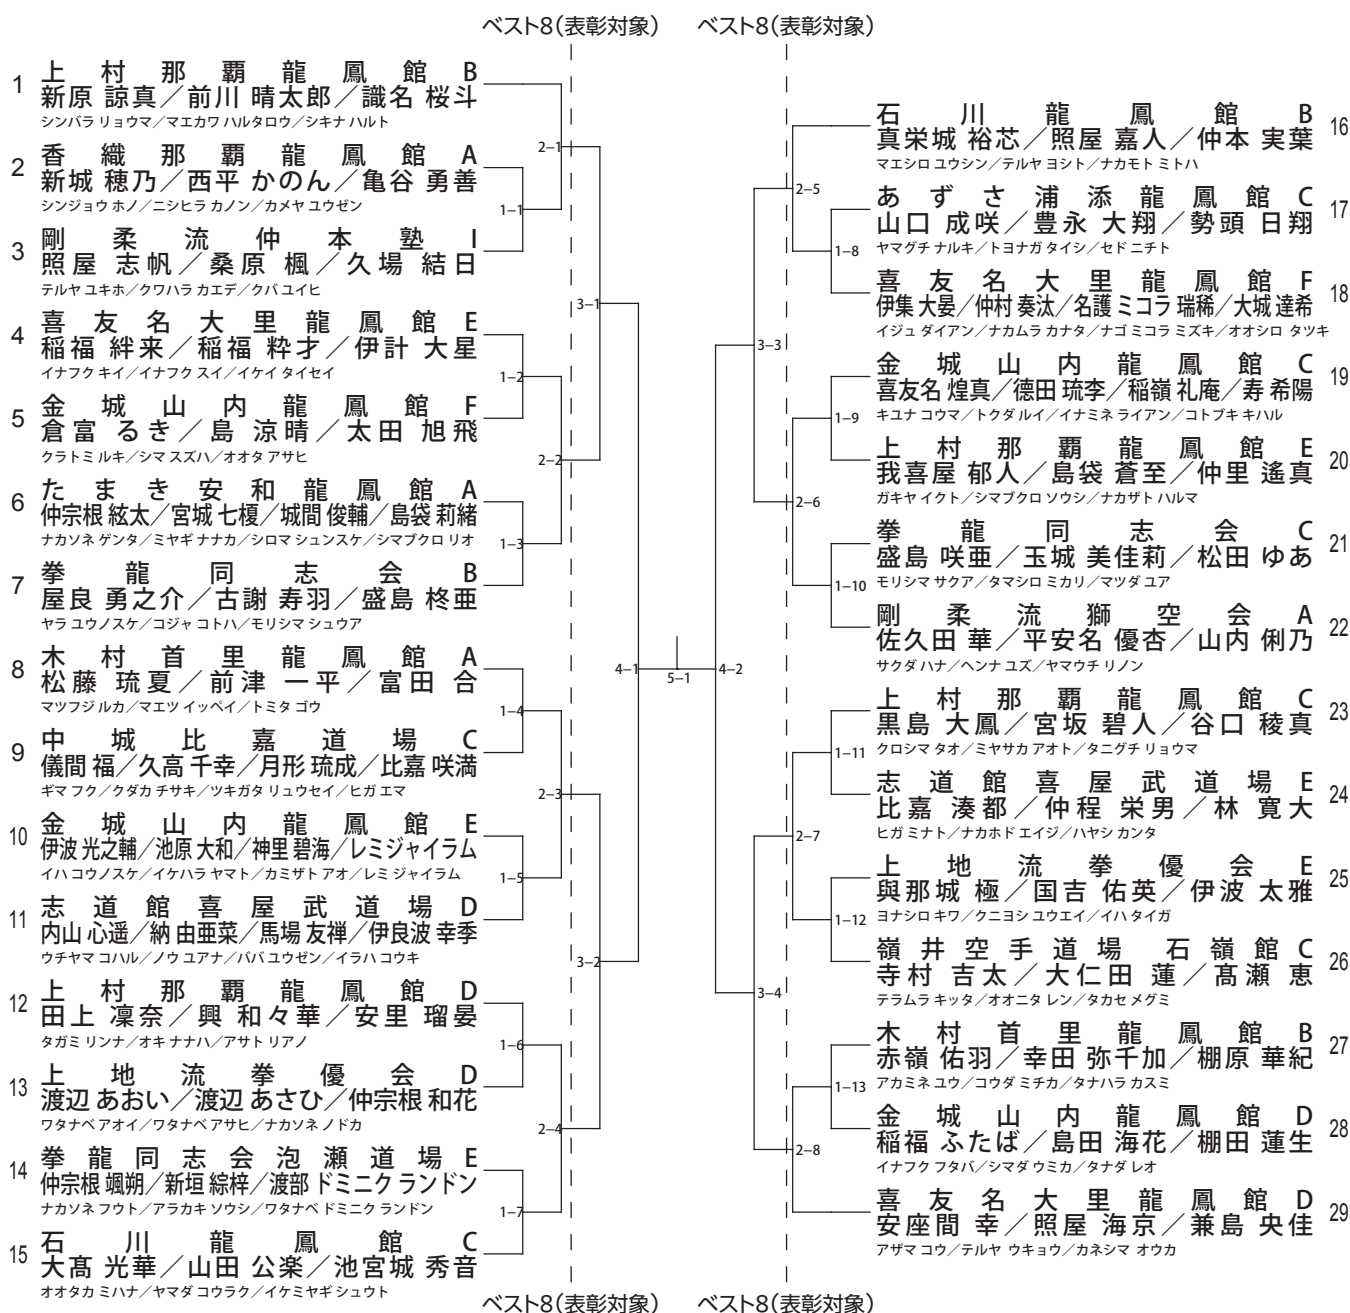 ベスト8(表彰対象)
ベスト8(表彰対象)
1
上村那覇龍鳳館B
新原 諒真／前川 晴太郎／識名 桜斗
シンバラ リョウマ／マエカワ ハルタロウ／シキナ ハルト
2
香織那覇龍鳳館A
新城 穂乃／西平 かのん／亀谷 勇善
シンジョウ ホノ／ニシヒラ カノン／カメヤ ユウゼン
3
剛柔流仲本塾I
照屋 志帆／桑原 楓／久場 結日
テルヤ ユキホ／クワハラ カエデ／クバ ユイヒ
4
喜友名大里龍鳳館E
稲福 絆来／稲福 粋才／伊計 大星
イナフク キイ／イナフク スイ／イケイ タイセイ
5
金城山内龍鳳館F
倉富 るき／島 涼晴／太田 旭飛
クラトミ ルキ／シマ スズハ／オオタ アサヒ
6
たまき安和龍鳳館A
仲宗根 絃太／宮城 七榎／城間 俊輔／島袋 莉緒
ナカソネ ゲンタ／ミヤギ ナナカ／シロマ シュンスケ／シマブクロ リオ
7
拳龍同志会B
屋良 勇之介／古謝 寿羽／盛島 柊亜
ヤラ ユウノスケ／コジャ コトハ／モリシマ シュウア
8
木村首里龍鳳館A
松藤 琉夏／前津 一平／富田 合
マツフジ ルカ／マエツ イッペイ／トミタ ゴウ
9
中城比嘉道場C
儀間 福／久高 千幸／月形 琉成／比嘉 咲満
ギマ フク／クダカ チサキ／ツキガタ リュウセイ／ヒガ エマ
10
金城山内龍鳳館E
伊波 光之輔／池原 大和／神里 碧海／レミジャイラム
イハ コウノスケ／イケハラ ヤマト／カミザト アオ／レミ ジャイラム
11
志道館喜屋武道場D
内山 心遥／納 由亜菜／馬場 友禅／伊良波 幸季
ウチヤマ コハル／ノウ ユアナ／ババ ユウゼン／イラハ コウキ
12
上村那覇龍鳳館D
田上 凜奈／興 和々華／安里 瑠晏
タガミ リンナ／オキ ナナハ／アサト リアノ
13
上地流拳優会D
渡辺 あおい／渡辺 あさひ／仲宗根 和花
ワタナベ アオイ／ワタナベ アサヒ／ナカソネ ノドカ
14
拳龍同志会泡瀬道場E
仲宗根 颯朔／新垣 綜梓／渡部 ドミニク ランドン
ナカソネ フウト／アラカキ ソウシ／ワタナベ ドミニク ランドン
15
石川龍鳳館C
大髙 光華／山田 公楽／池宮城 秀音
オオタカ ミハナ／ヤマダ コウラク／イケミヤギ シュウト
1−1
1−2
1−3
1−4
1−5
1−6
1−7
2−1
2−2
2−3
2−4
3−1
3−2
4−1
5−1
4−2
3−3
3−4
2−5
2−6
2−7
2−8
1−8
1−9
1−10
1−11
1−12
1−13
石川龍鳳館B
16
真栄城 裕芯／照屋 嘉人／仲本 実葉
マエシロ ユウシン／テルヤ ヨシト／ナカモト ミトハ
あずさ浦添龍鳳館C
17
山口 成咲／豊永 大翔／勢頭 日翔
ヤマグチ ナルキ／トヨナガ タイシ／セド ニチト
喜友名大里龍鳳館F
18
伊集 大晏／仲村 奏汰／名護 ミコラ 瑞稀／大城 達希
イジュ ダイアン／ナカムラ カナタ／ナゴ ミコラ ミズキ／オオシロ タツキ
金城山内龍鳳館C
19
喜友名 煌真／德田 琉李／稲嶺 礼庵／寿 希陽
キユナ コウマ／トクダ ルイ／イナミネ ライアン／コトブキ キハル
上村那覇龍鳳館E
20
我喜屋 郁人／島袋 蒼至／仲里 遙真
ガキヤ イクト／シマブクロ ソウシ／ナカザト ハルマ
拳龍同志会C
21
盛島 咲亜／玉城 美佳莉／松田 ゆあ
モリシマ サクア／タマシロ ミカリ／マツダ ユア
剛柔流獅空会A
22
佐久田 華／平安名 優杏／山内 俐乃
サクダ ハナ／ヘンナ ユズ／ヤマウチ リノン
上村那覇龍鳳館C
23
黒島 大鳳／宮坂 碧人／谷口 稜真
クロシマ タオ／ミヤサカ アオト／タニグチ リョウマ
志道館喜屋武道場E
24
比嘉 湊都／仲程 栄男／林 寛大
ヒガ ミナト／ナカホド エイジ／ハヤシ カンタ
上地流拳優会E
25
與那城 極／国吉 佑英／伊波 太雅
ヨナシロ キワ／クニヨシ ユウエイ／イハ タイガ
嶺井空手道場 石嶺館C
26
寺村 吉太／大仁田 蓮／髙瀬 恵
テラムラ キッタ／オオニタ レン／タカセ メグミ
木村首里龍鳳館B
27
赤嶺 佑羽／幸田 弥千加／棚原 華紀
アカミネ ユウ／コウダ ミチカ／タナハラ カスミ
金城山内龍鳳館D
28
稲福 ふたば／島田 海花／棚田 蓮生
イナフク フタバ／シマダ ウミカ／タナダ レオ
喜友名大里龍鳳館D
29
安座間 幸／照屋 海京／兼島 央佳
アザマ コウ／テルヤ ウキョウ／カネシマ オウカ
ベスト8(表彰対象)
ベスト8(表彰対象)